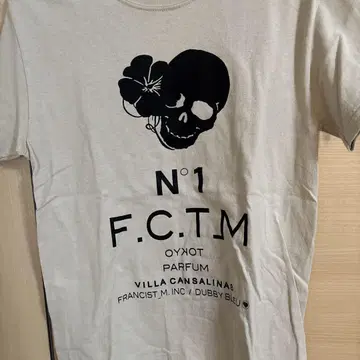 N°1
F.C.T.M
TOKYO
PARFUM
VILLA CANSALINAS
FRANCIST_M. INC / DUBBY BLEU ♥